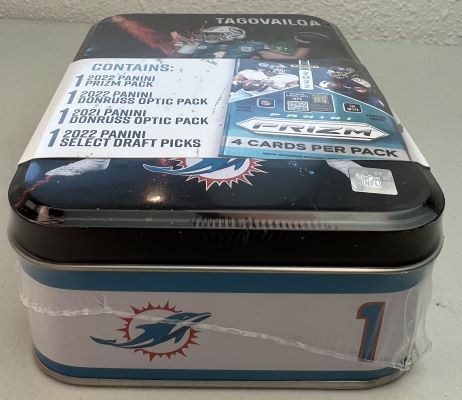 TAGOVAILOA
CONTAINS:
1 2022 PANINI
PRIZM PACK
1 2022 PANINI
DONRUSS OPTIC PACK
1 2021 PANINI
DONRUSS OPTIC PACK
1 2022 PANINI
SELECT DRAFT PICKS
PANINI
PRIZM
4 CARDS PER PACK
NFL
1